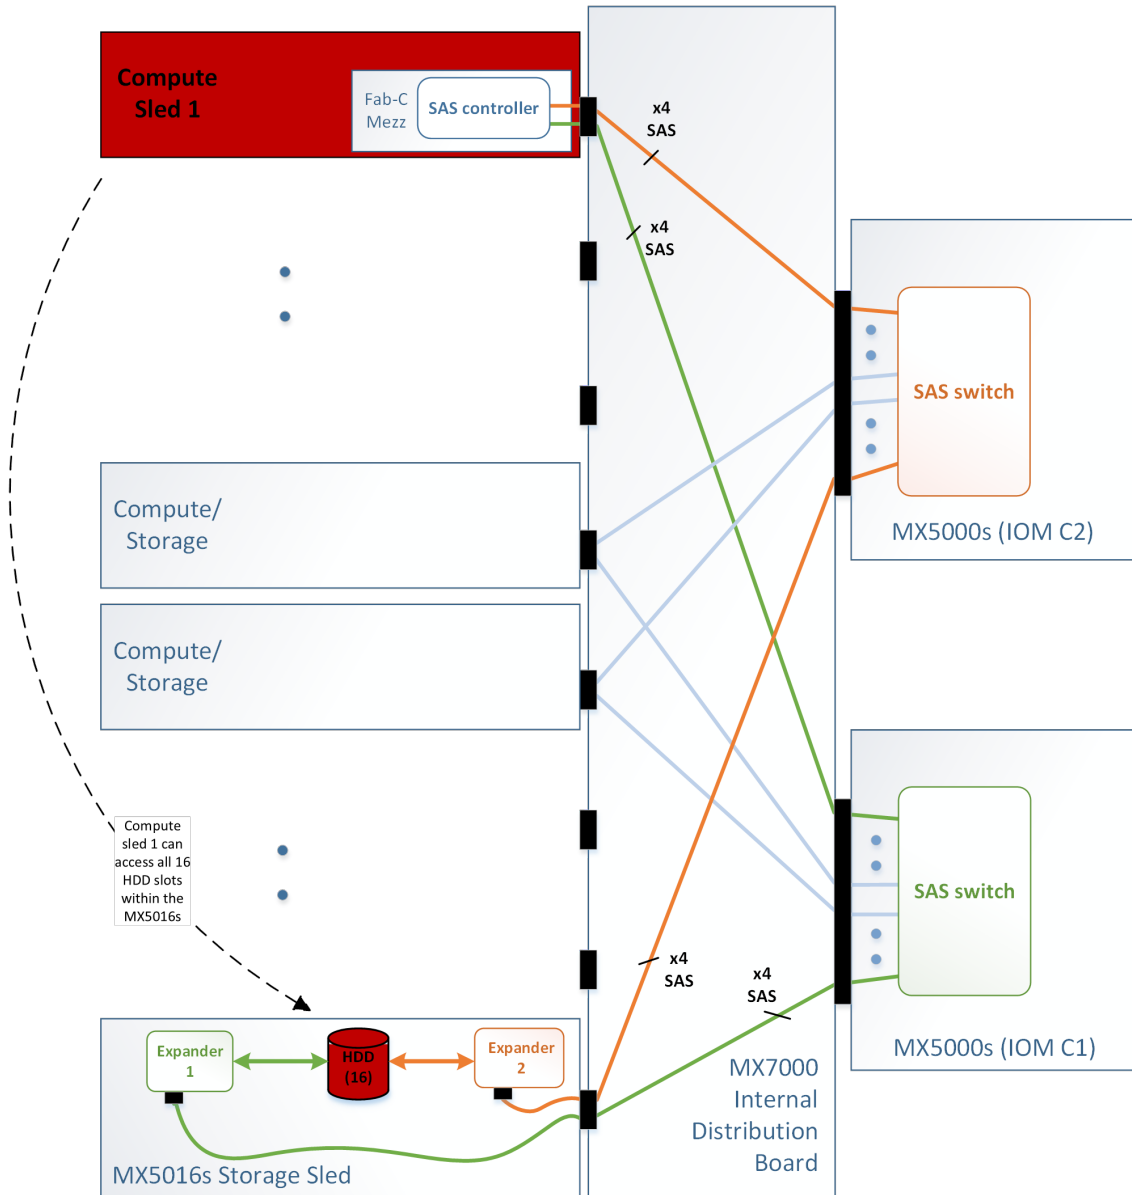 Compute
Sled 1
Fab-C
Mezz
SAS controller
x4
SAS
x4
SAS
SAS switch
MX5000s (IOM C2)
Compute/
Storage
Compute/
Storage
Compute
sled 1 can
access all 16
HDD slots
within the
MX5016s
SAS switch
MX5000s (IOM C1)
x4
SAS
x4
SAS
Expander
1
HDD
(16)
Expander
2
MX5016s Storage Sled
MX7000
Internal
Distribution
Board